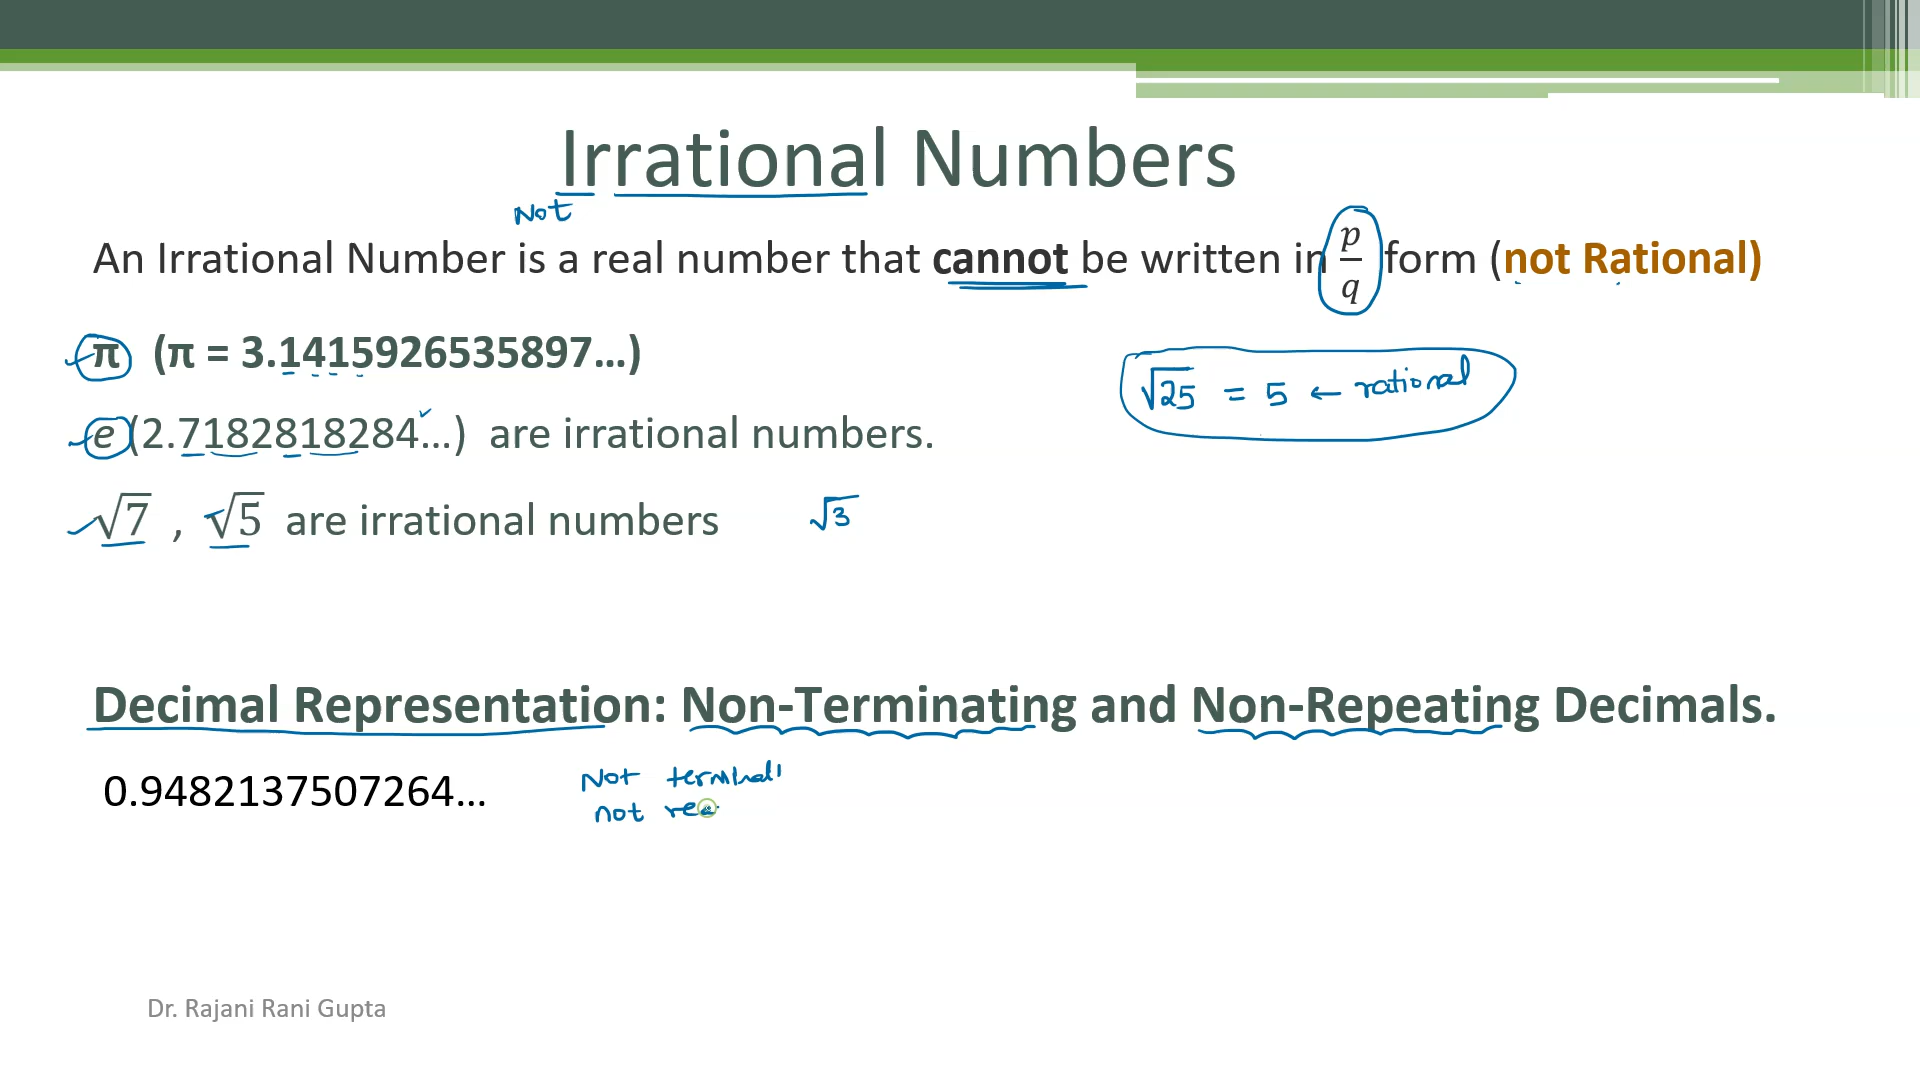 Irrational Numbers
Not
An Irrational Number is a real number that cannot be written in p/q form (not Rational)
π (π = 3.1415926535897...)
√25 = 5 ← rational
e (2.7182818284...) are irrational numbers.
√7 , √5 are irrational numbers √3
Decimal Representation: Non-Terminating and Non-Repeating Decimals.
0.9482137507264...
Not
not
Dr. Rajani Rani Gupta